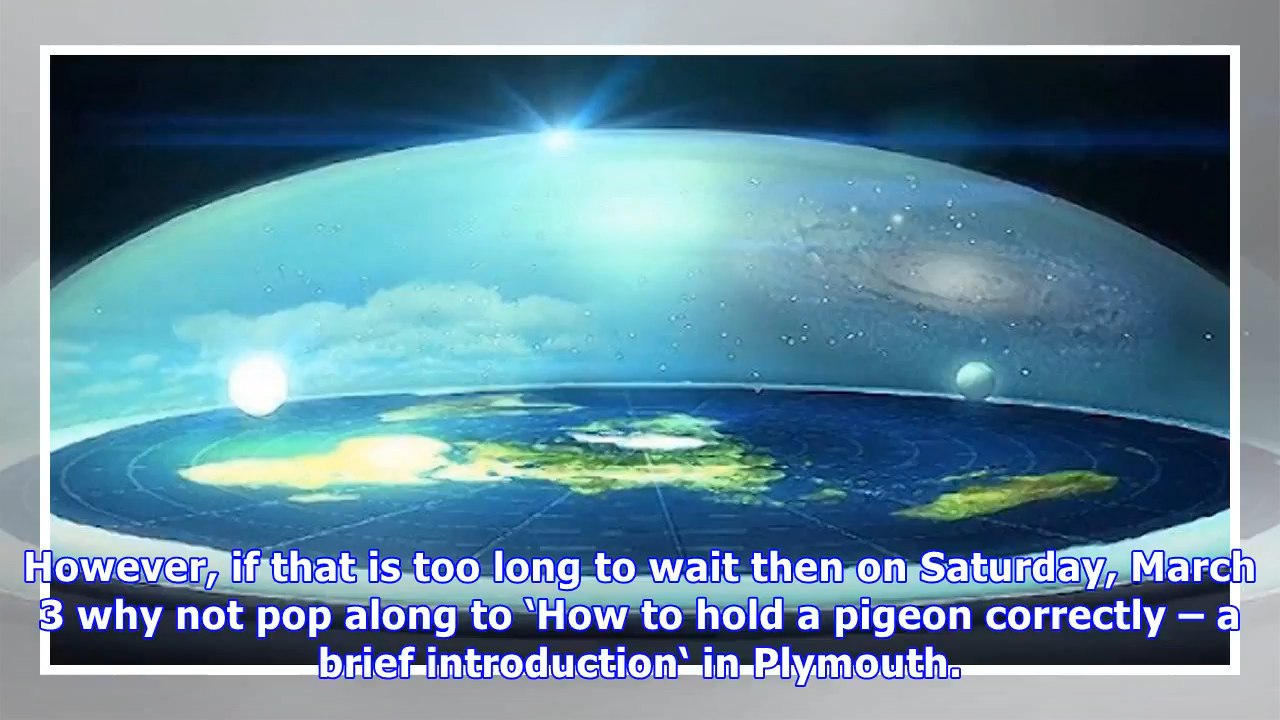 However, if that is too long to wait then on Saturday, March
3 why not pop along to ‘How to hold a pigeon correctly – a
brief introduction‘ in Plymouth.